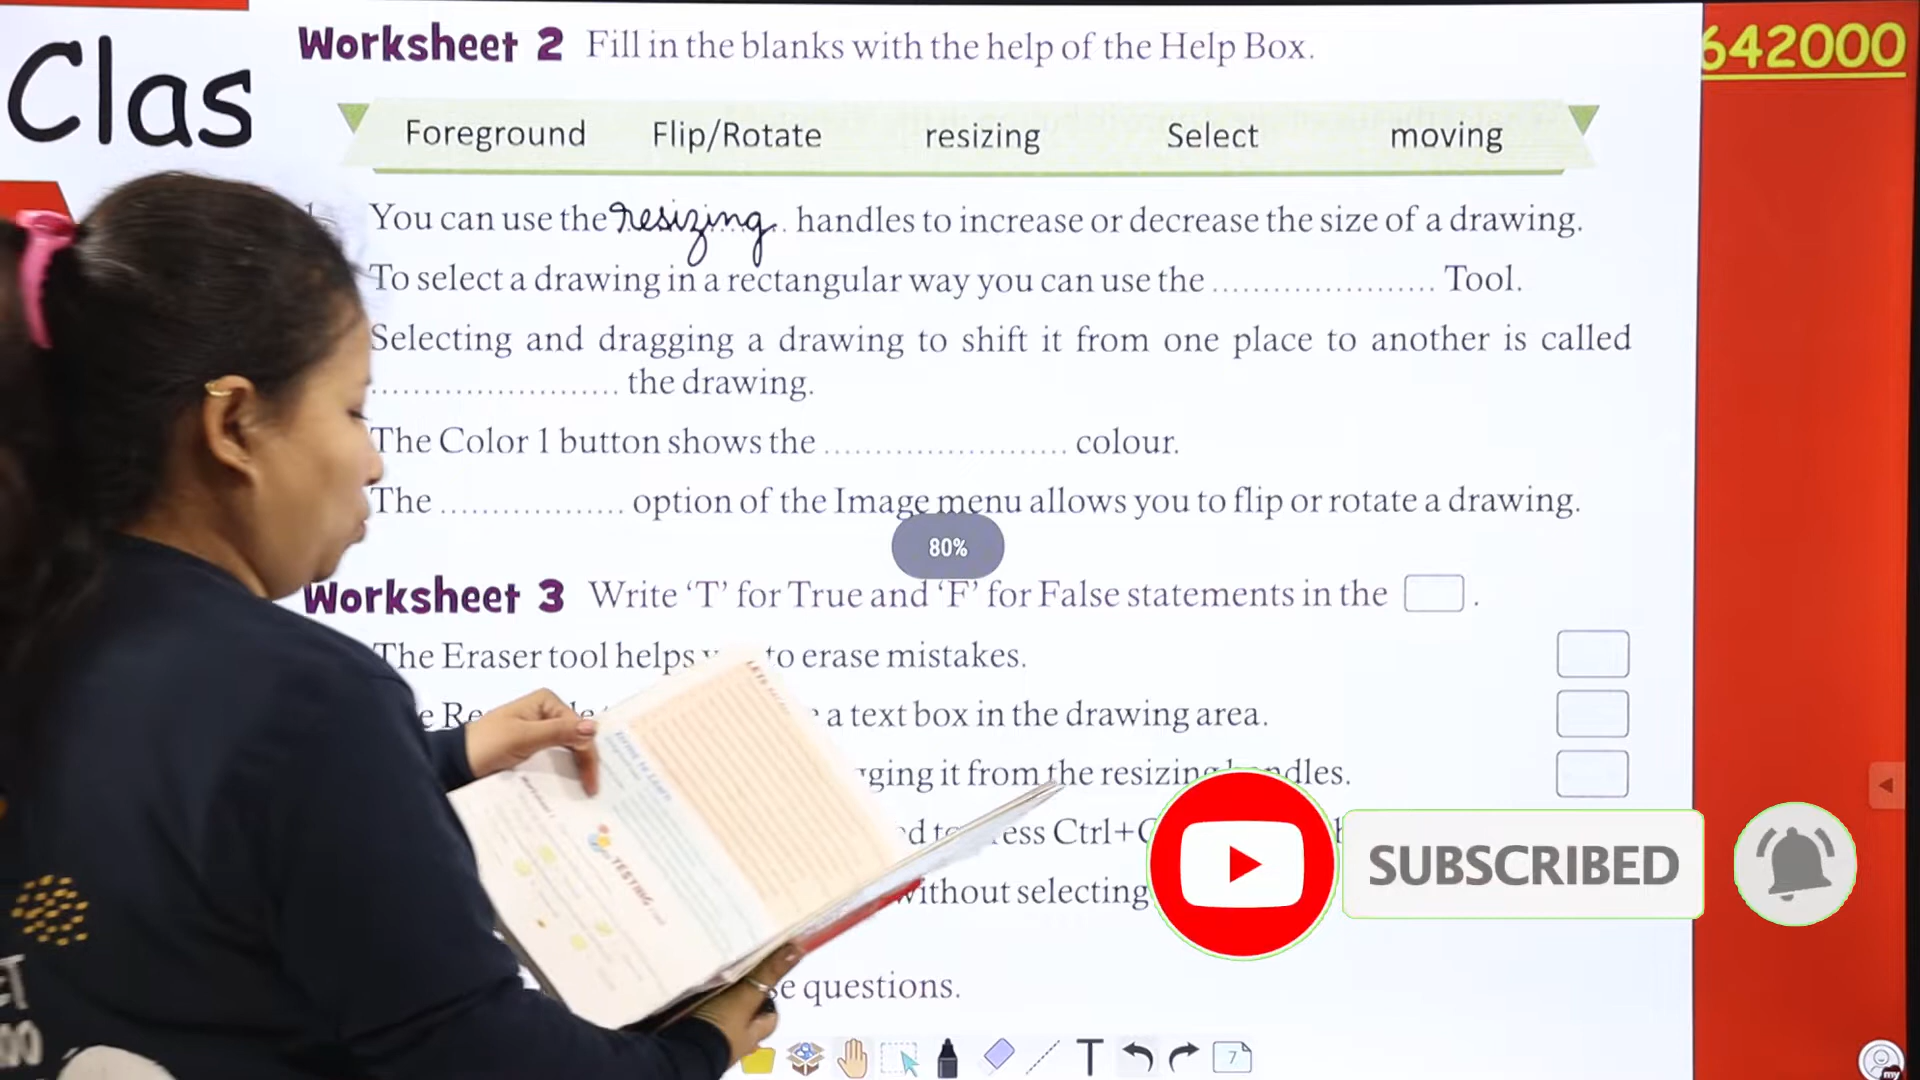 Clas
642000
Worksheet 2 Fill in the blanks with the help of the Help Box.
Foreground Flip/Rotate resizing Select moving
You can use the resizing handles to increase or decrease the size of a drawing.
To select a drawing in a rectangular way you can use the ...................... Tool.
Selecting and dragging a drawing to shift it from one place to another is called
........................ the drawing.
The Color 1 button shows the ........................ colour.
The .................. option of the Image menu allows you to flip or rotate a drawing.
80%
Worksheet 3 Write ‘T’ for True and ‘F’ for False statements in the .
The Eraser tool helps to erase mistakes.
a text box in the drawing area.
it from the resizing handles.
Ctrl+
without selecting
questions.
TESTING
SUBSCRIBED
T
7
my